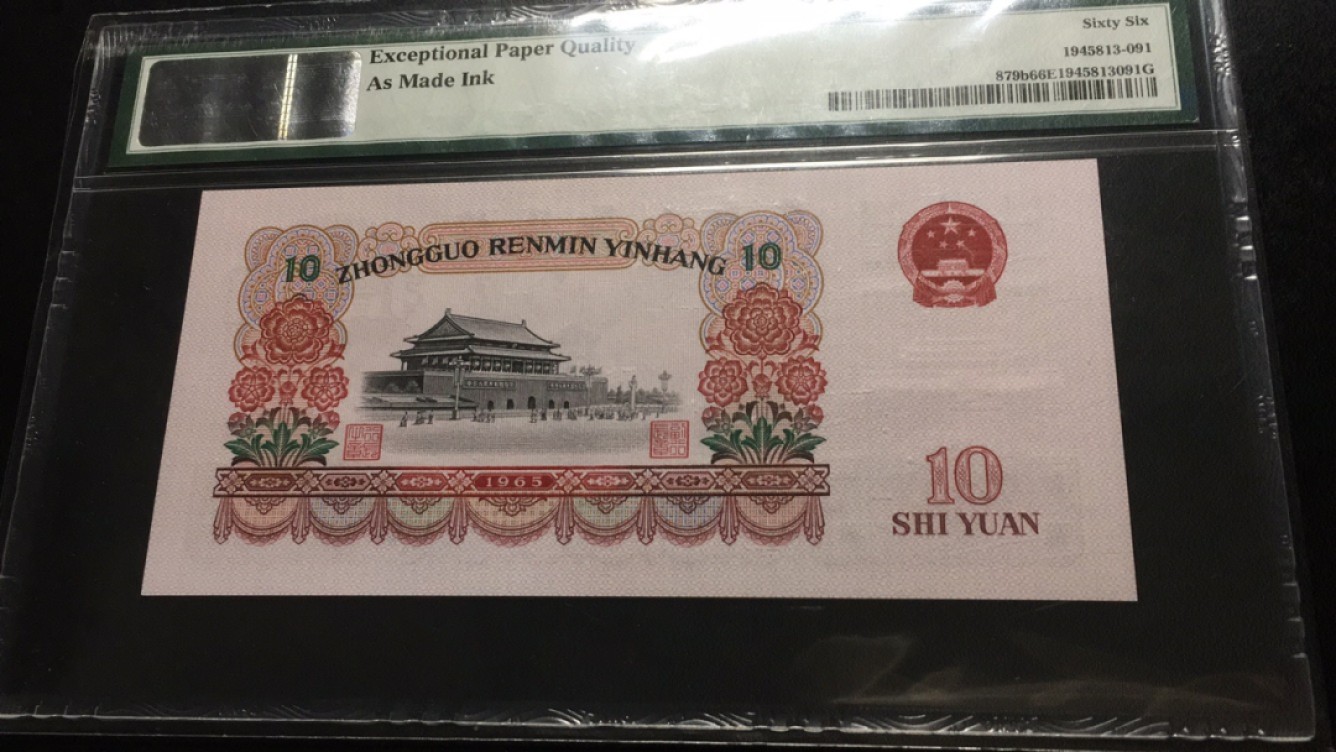 Exceptional Paper Quality
As Made Ink
Sixty Six
1945813-091
879b66E1945813091G
10 ZHONGGUO RENMIN YINHANG 10
1965
10
SHI YUAN